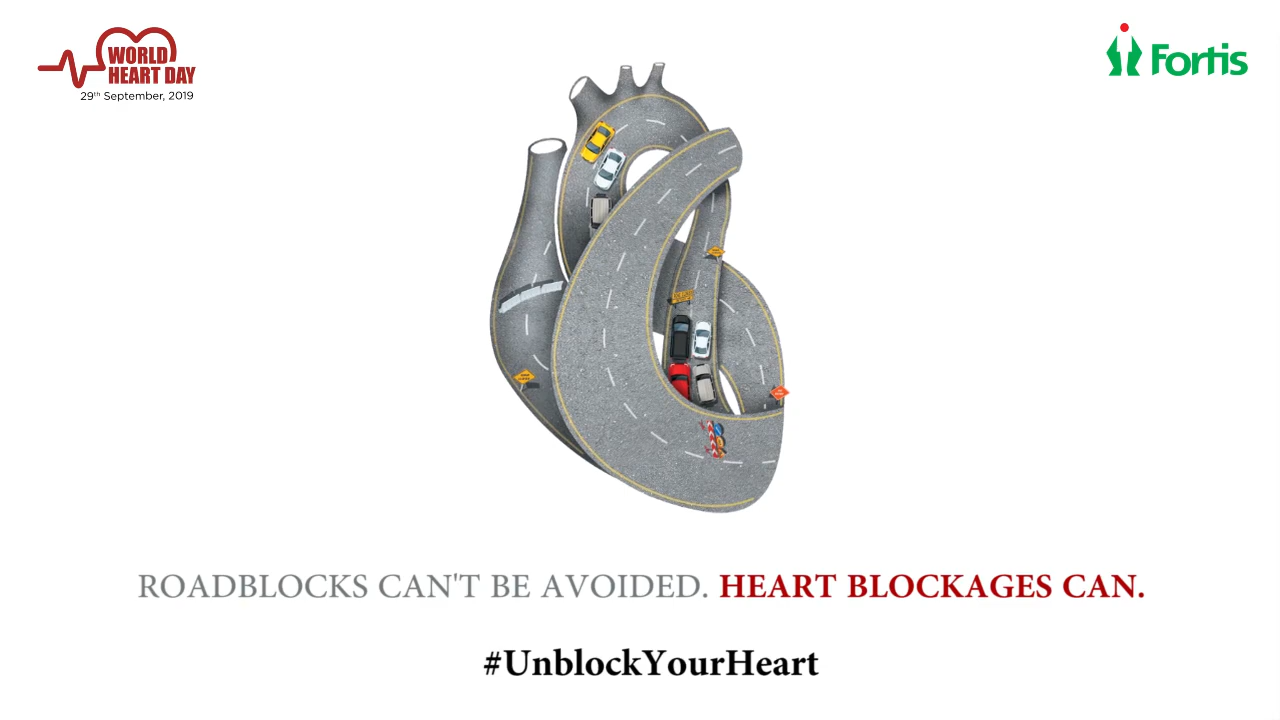 WORLD
HEART DAY
29th September, 2019
Fortis
ROADBLOCKS CAN'T BE AVOIDED. HEART BLOCKAGES CAN.
#UnblockYourHeart